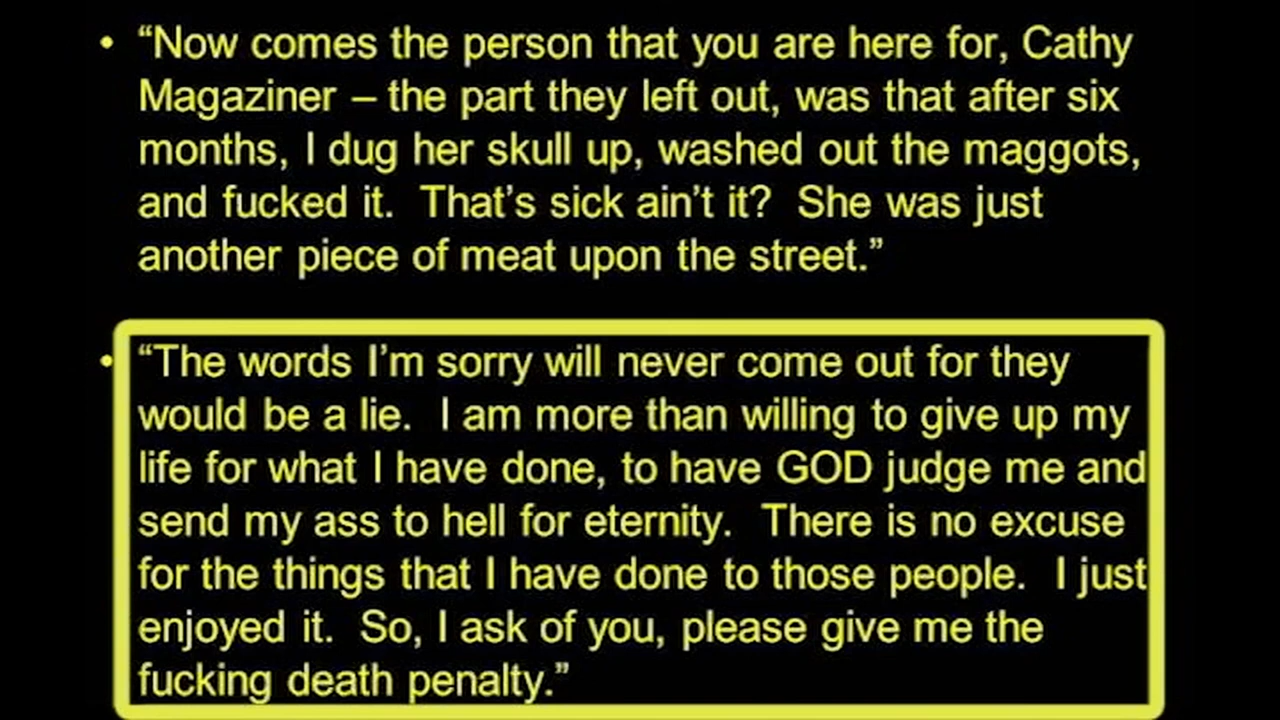 • “Now comes the person that you are here for, Cathy
Magaziner – the part they left out, was that after six
months, I dug her skull up, washed out the maggots,
and fucked it.  That’s sick ain’t it?  She was just
another piece of meat upon the street.”
• “The words I’m sorry will never come out for they
would be a lie.  I am more than willing to give up my
life for what I have done, to have GOD judge me and
send my ass to hell for eternity.  There is no excuse
for the things that I have done to those people.  I just
enjoyed it.  So, I ask of you, please give me the
fucking death penalty.”